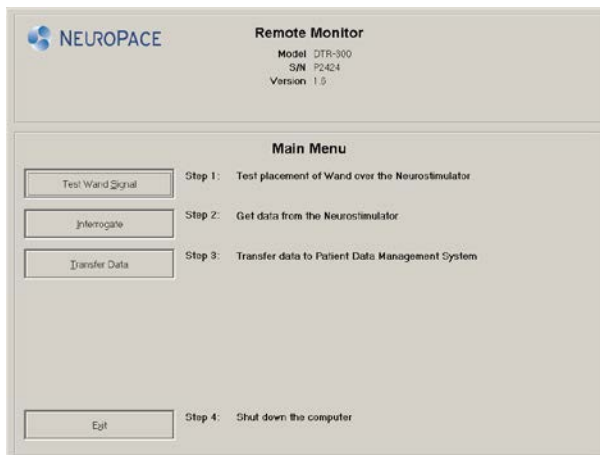 NEUROPACE
Remote Monitor
Model DTR-300
S/N P2424
Version 1.6
Main Menu
Test Wand Signal Step 1: Test placement of Wand over the Neurostimulator
Interrogate Step 2: Get data from the Neurostimulator
Transfer Data Step 3: Transfer data to Patient Data Management System
Exit Step 4: Shut down the computer